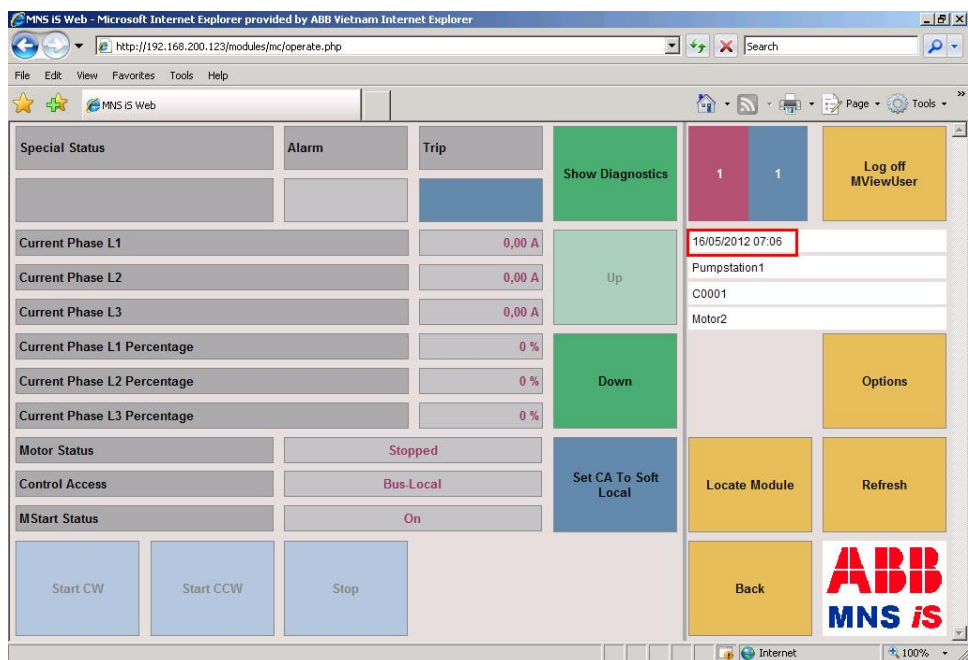 MNS iS Web - Microsoft Internet Explorer provided by ABB Vietnam Internet Explorer
http://192.168.200.123/modules/mc/operate.php
Search
File Edit View Favorites Tools Help
MNS iS Web
Page Tools »
Special Status
Alarm
Trip
Show Diagnostics
1
1
Log off
MViewUser
Current Phase L1 0,00 A
Current Phase L2 0,00 A
Current Phase L3 0,00 A
Up
16/05/2012 07:06
Pumpstation1
C0001
Motor2
Current Phase L1 Percentage 0 %
Current Phase L2 Percentage 0 %
Current Phase L3 Percentage 0 %
Down
Options
Motor Status Stopped
Control Access Bus-Local
MStart Status On
Set CA To Soft
Local
Locate Module
Refresh
Start CW
Start CCW
Stop
Back
ABB
MNS iS
Internet
100%